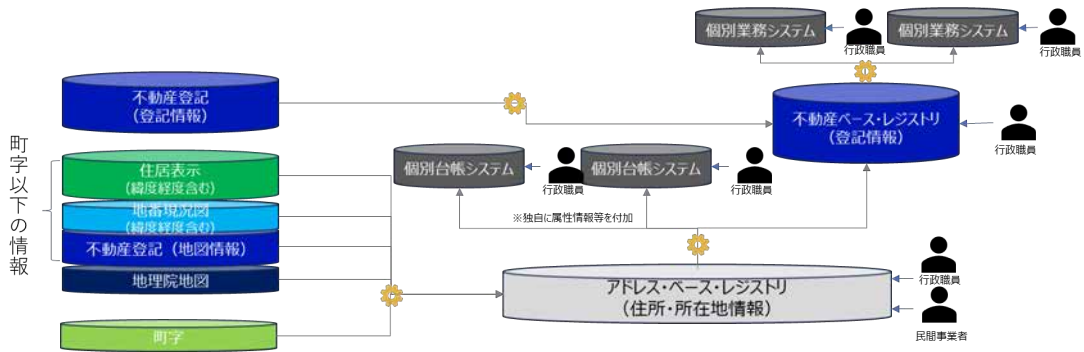 個別業務システム
行政職員
個別業務システム
行政職員
不動産登記
(登記情報)
不動産ベース・レジストリ
(登記情報)
行政職員
町字以下の情報
住居表示
(緯度経度含む)
個別台帳システム
行政職員
個別台帳システム
行政職員
地番現況図
(緯度経度含む)
※独自に属性情報等を付加
不動産登記(地図情報)
地理院地図
アドレス・ベース・レジストリ
(住所・所在地情報)
行政職員
民間事業者
町字